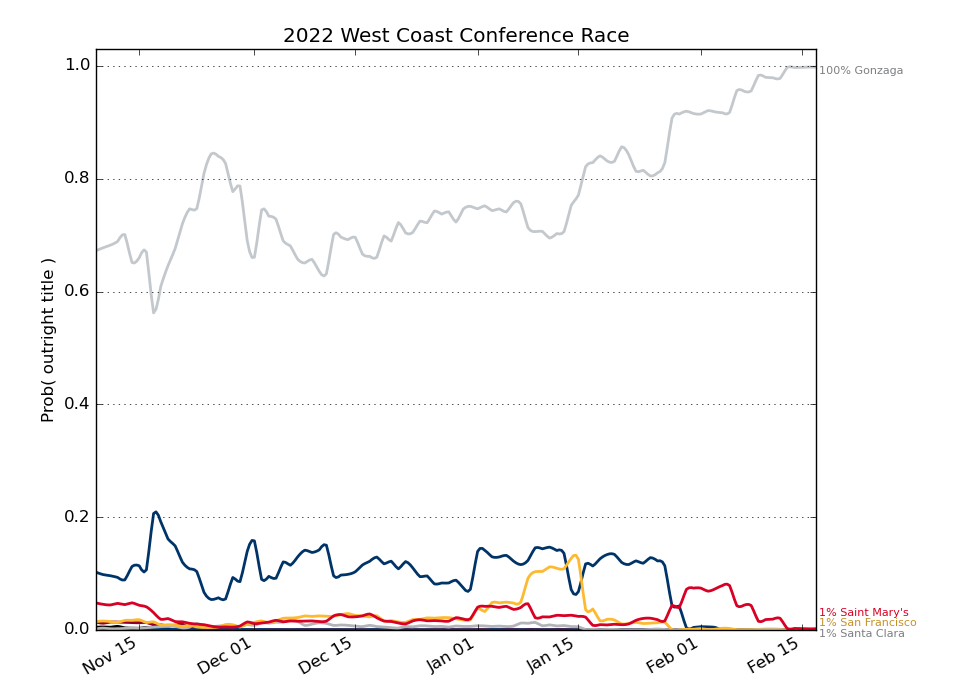 2022 West Coast Conference Race
Prob( outright title )
1.0
0.8
0.6
0.4
0.2
0.0
Nov 15
Dec 01
Dec 15
Jan 01
Jan 15
Feb 01
Feb 15
100% Gonzaga
1% Saint Mary's
1% San Francisco
1% Santa Clara